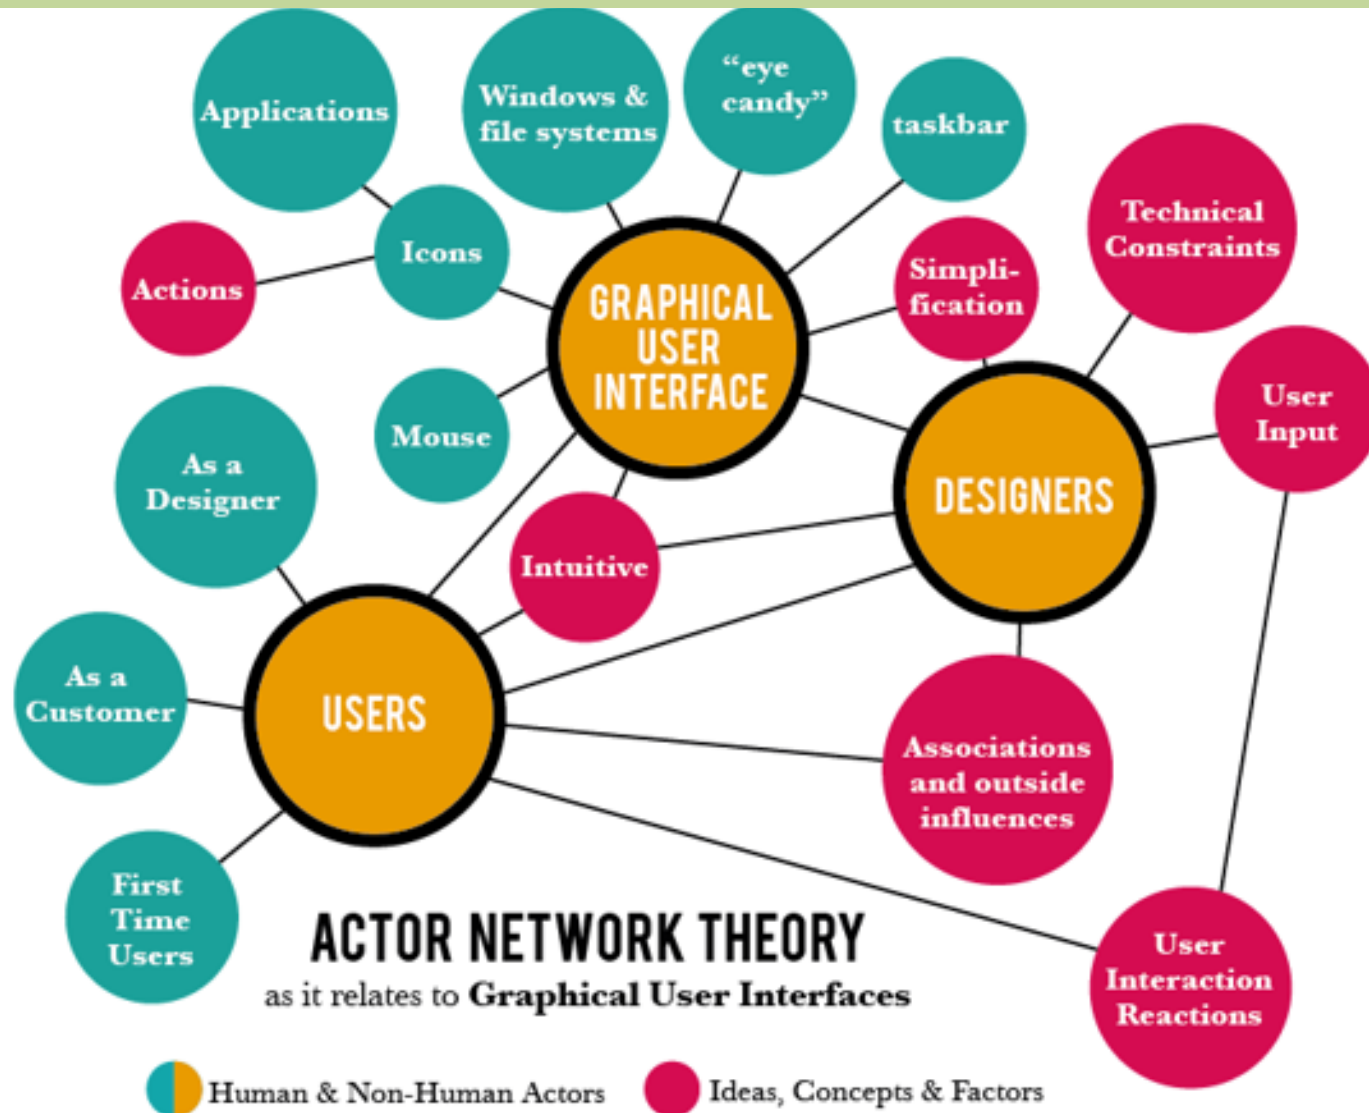 Applications
Windows &
file systems
“eye
candy”
taskbar
Technical
Constraints
Actions
Icons
Simpli-
fication
GRAPHICAL
USER
INTERFACE
User
Input
Mouse
As a
Designer
DESIGNERS
Intuitive
As a
Customer
USERS
Associations
and outside
influences
First
Time
Users
User
Interaction
Reactions
ACTOR NETWORK THEORY
as it relates to Graphical User Interfaces
Human & Non-Human Actors
Ideas, Concepts & Factors